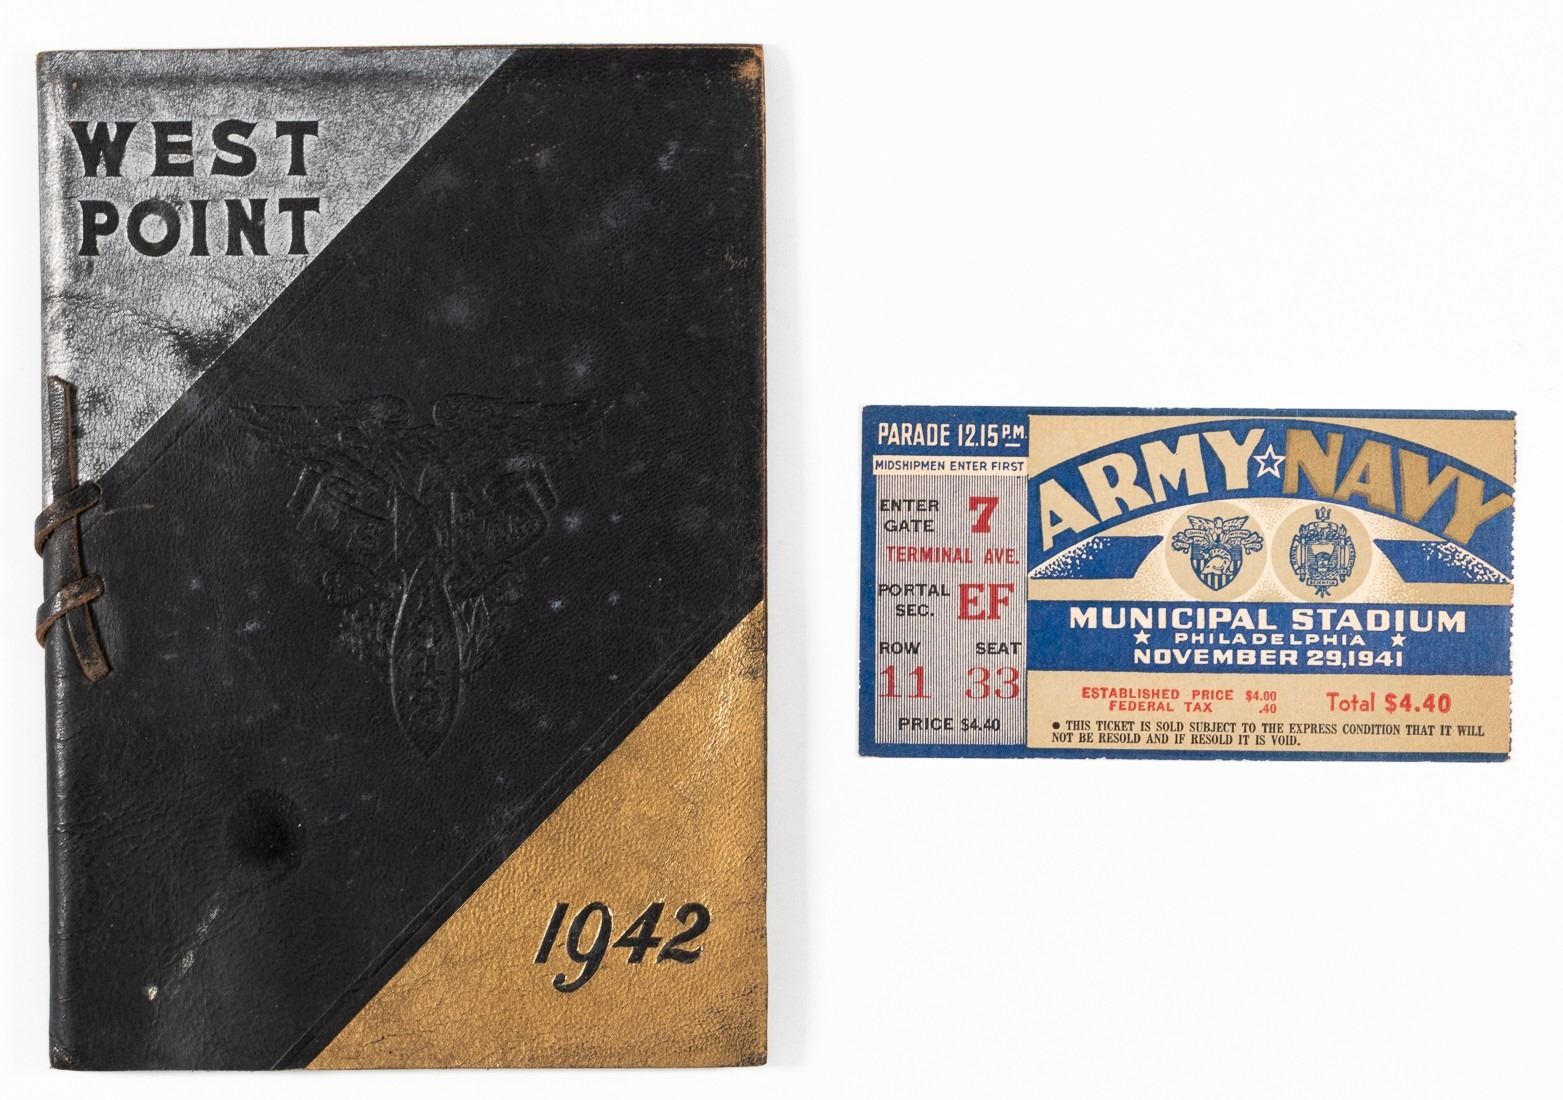 WEST
POINT
1942
PARADE 12.15 P.M.
MIDSHIPMEN ENTER FIRST
ENTER
GATE 7
TERMINAL AVE.
PORTAL
SEC. EF
ROW SEAT
11 33
PRICE $4.40
ARMY☆NAVY
MUNICIPAL STADIUM
★ PHILADELPHIA ★
NOVEMBER 29,1941
ESTABLISHED PRICE $4.00
FEDERAL TAX .40
Total $4.40
● THIS TICKET IS SOLD SUBJECT TO THE EXPRESS CONDITION THAT IT WILL
NOT BE RESOLD AND IF RESOLD IT IS VOID.